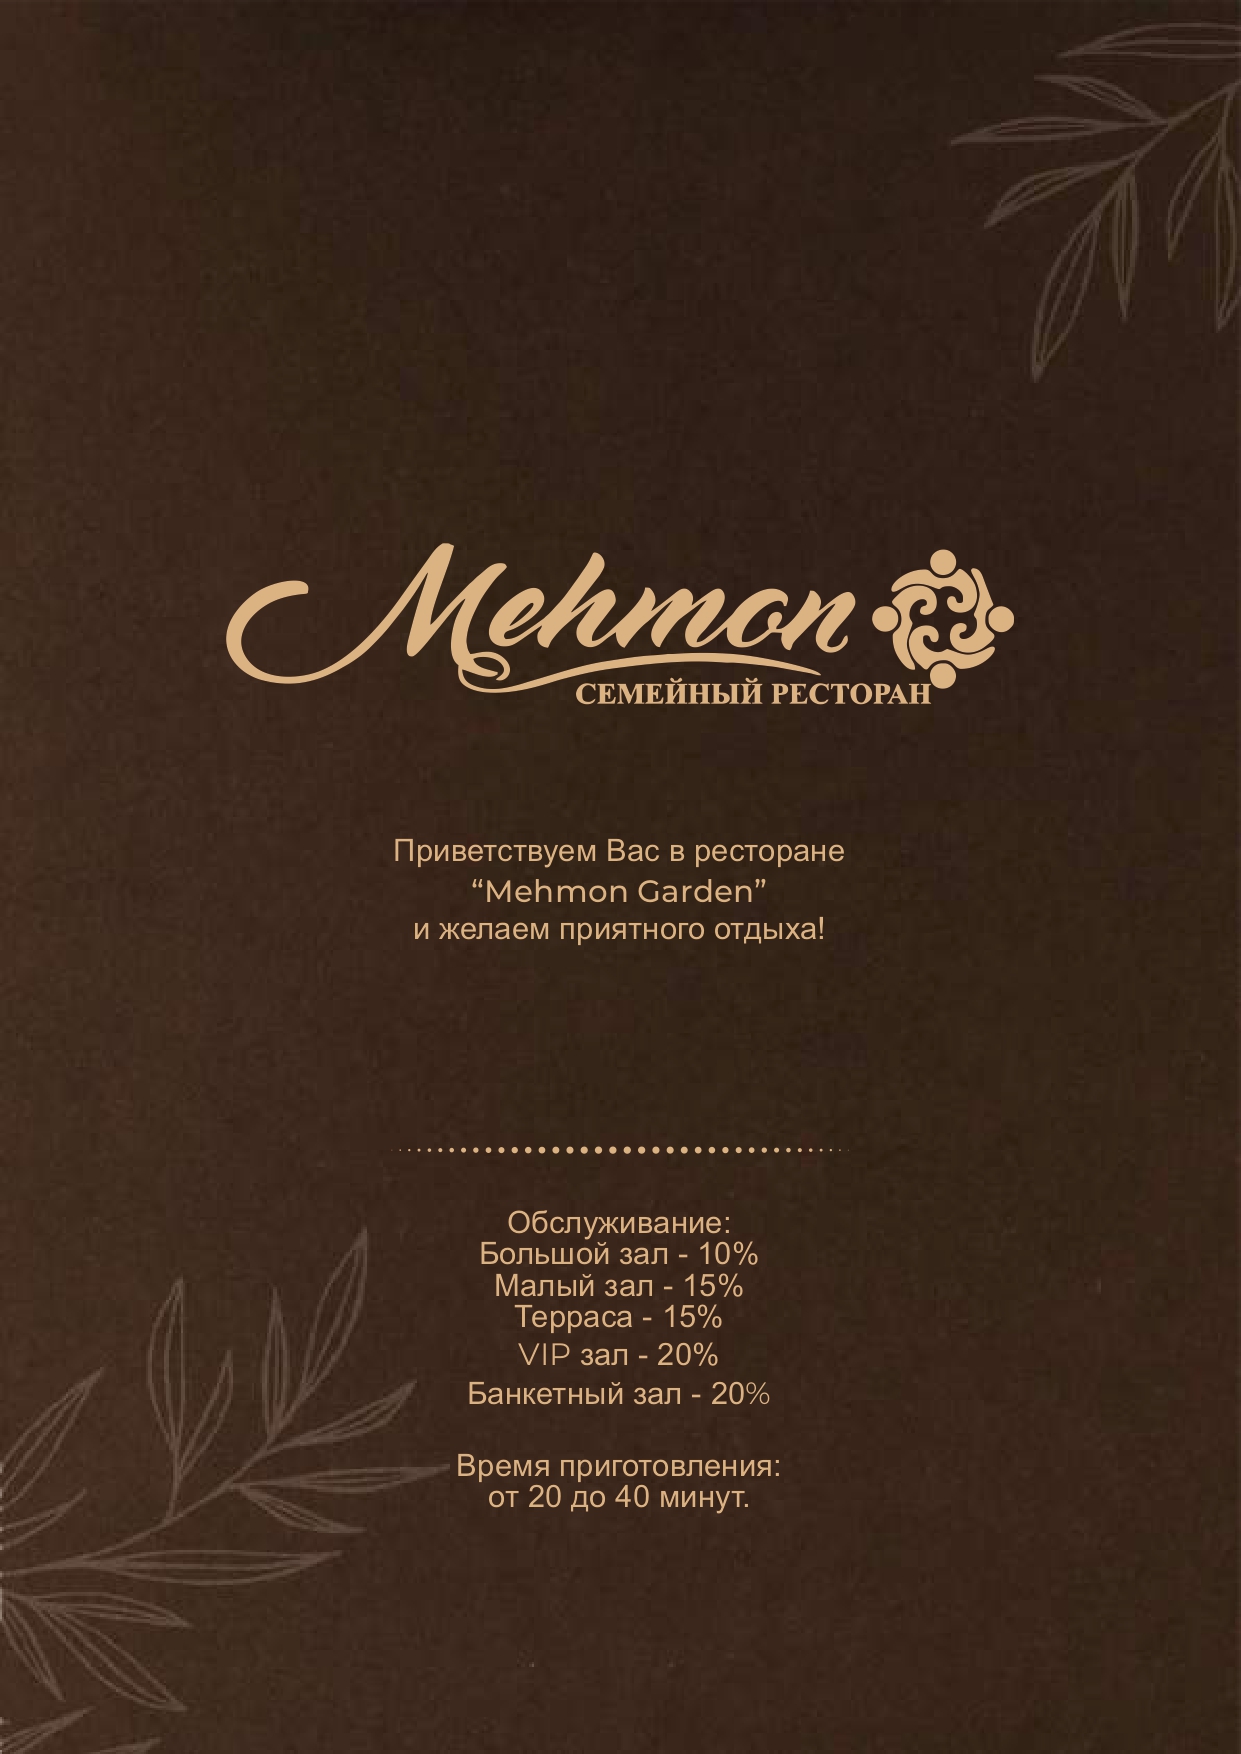 Mehmon
СЕМЕЙНЫЙ РЕСТОРАН
Приветствуем Вас в ресторане
“Mehmon Garden”
и желаем приятного отдыха!
Обслуживание:
Большой зал - 10%
Малый зал - 15%
Терраса - 15%
VIP зал - 20%
Банкетный зал - 20%
Время приготовления:
от 20 до 40 минут.